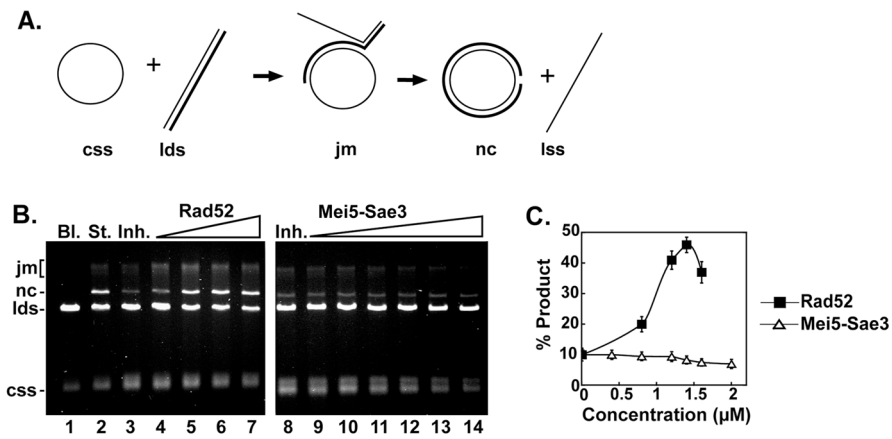 A.
+
+
css
lds
jm
nc
lss
B.
Rad52
Mei5-Sae3
Bl. St. Inh.
Inh.
jm[
nc -
lds-
css -
1 2 3 4 5 6 7
8 9 10 11 12 13 14
C.
50
40
30
20
10
0
% Product
0 0.5 1 1.5 2
Concentration (µM)
Rad52
Mei5-Sae3